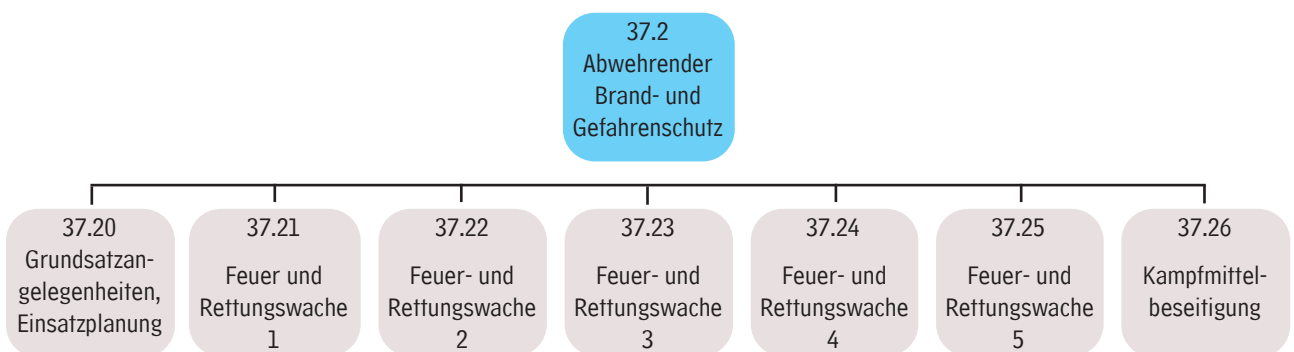 37.2
Abwehrender
Brand- und
Gefahrenschutz
37.20
Grundsatzan-
gelegenheiten,
Einsatzplanung
37.21
Feuer und
Rettungswache
1
37.22
Feuer- und
Rettungswache
2
37.23
Feuer- und
Rettungswache
3
37.24
Feuer- und
Rettungswache
4
37.25
Feuer- und
Rettungswache
5
37.26
Kampfmittel-
beseitigung